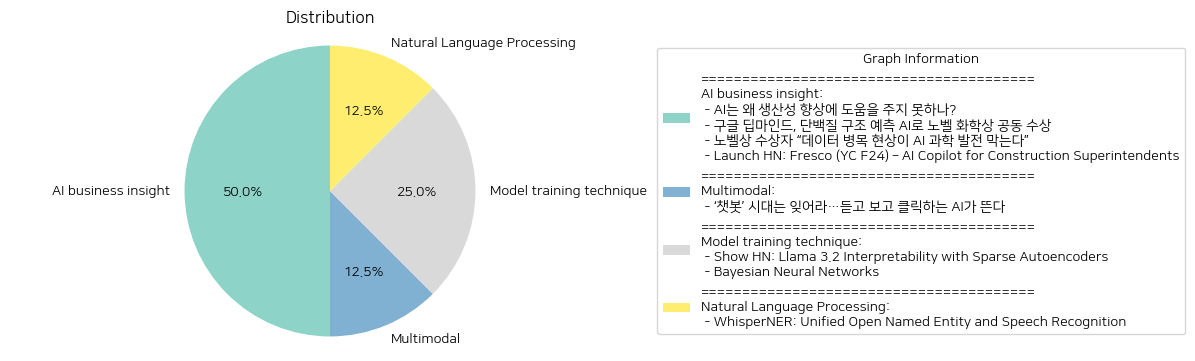 Distribution
Natural Language Processing
12.5%
AI business insight
50.0%
25.0%
Model training technique
12.5%
Multimodal
Graph Information
========================================
AI business insight:
- AI는 왜 생산성 향상에 도움을 주지 못하나?
- 구글 딥마인드, 단백질 구조 예측 AI로 노벨 화학상 공동 수상
- 노벨상 수상자 “데이터 병목 현상이 AI 과학 발전 막는다”
- Launch HN: Fresco (YC F24) – AI Copilot for Construction Superintendents
========================================
Multimodal:
- ‘챗봇’ 시대는 잊어라…듣고 보고 클릭하는 AI가 뜬다
========================================
Model training technique:
- Show HN: Llama 3.2 Interpretability with Sparse Autoencoders
- Bayesian Neural Networks
========================================
Natural Language Processing:
- WhisperNER: Unified Open Named Entity and Speech Recognition